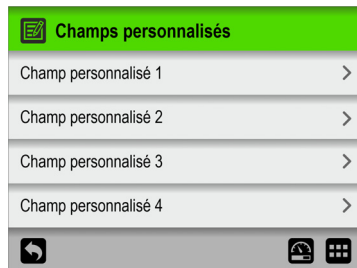 Champs personnalisés
Champ personnalisé 1
Champ personnalisé 2
Champ personnalisé 3
Champ personnalisé 4